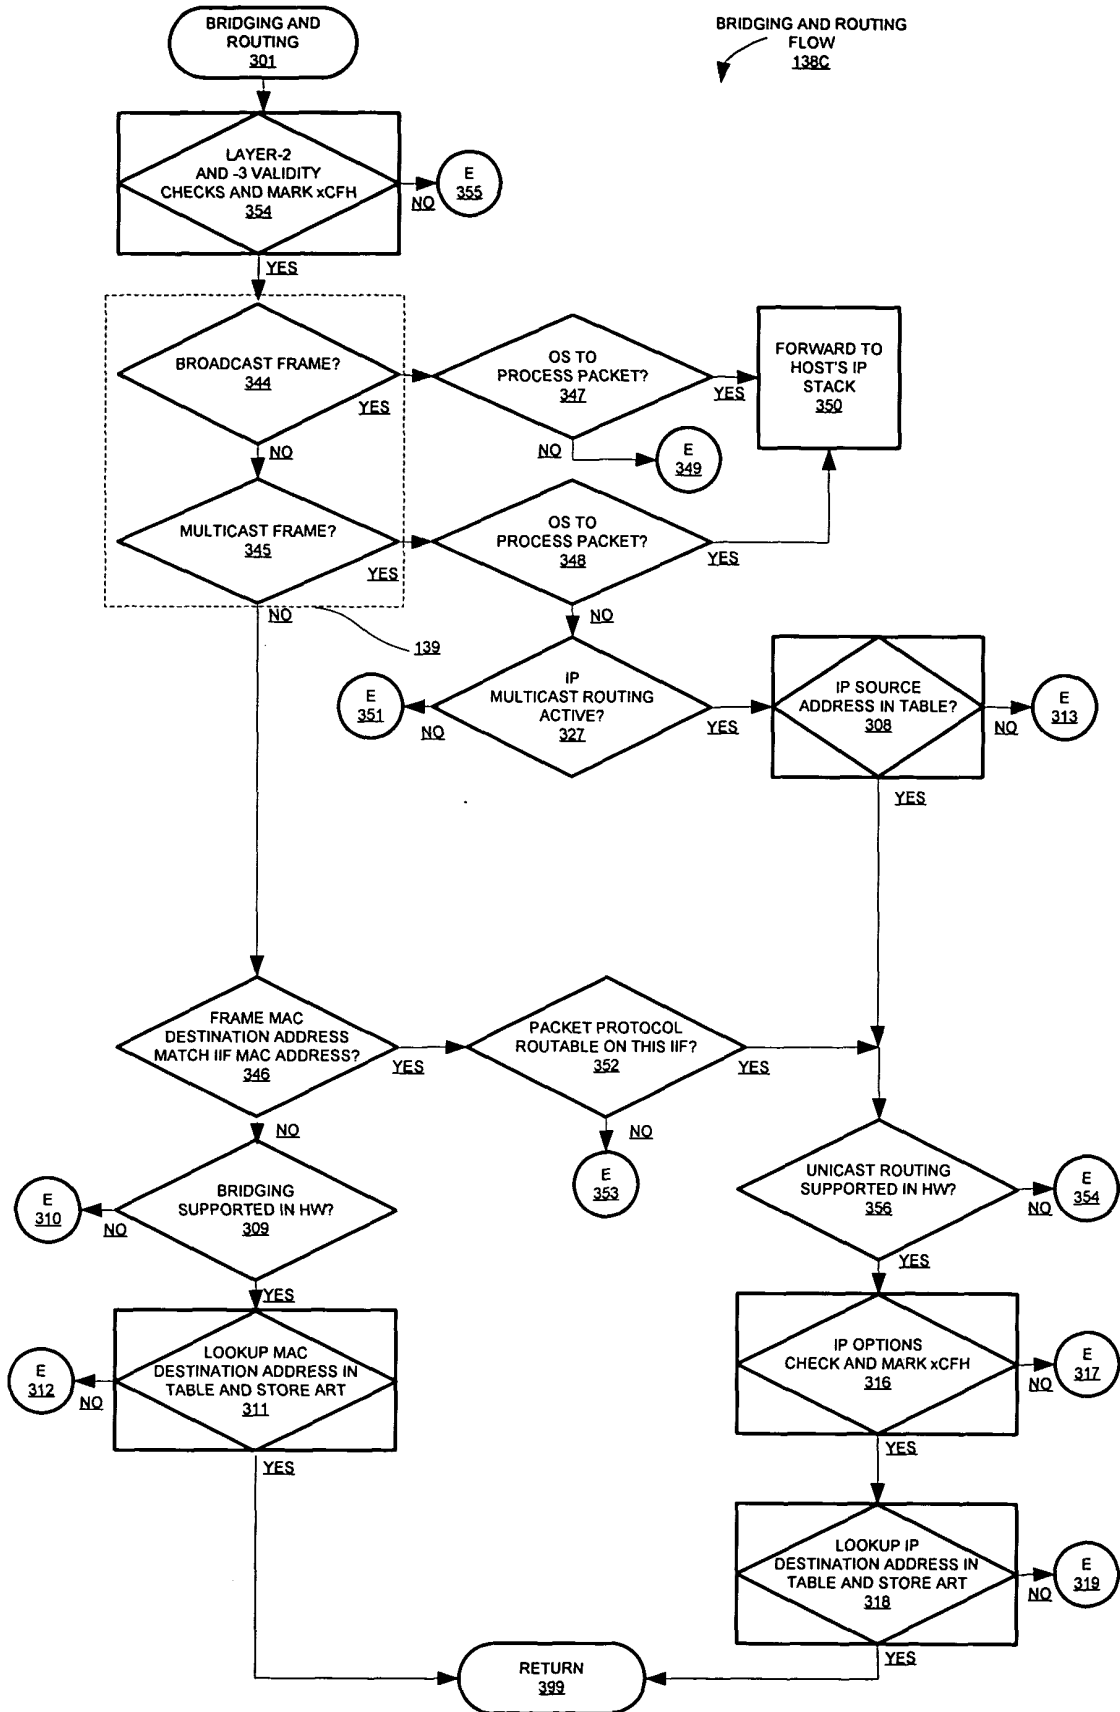 BRIDGING AND
ROUTING
301
BRIDGING AND ROUTING
FLOW
138C
LAYER-2
AND -3 VALIDITY
CHECKS AND MARK xCFH
354
NO
E
355
YES
BROADCAST FRAME?
344
YES
NO
OS TO
PROCESS PACKET?
347
YES
NO
E
349
FORWARD TO
HOST'S IP
STACK
350
MULTICAST FRAME?
345
YES
NO
139
OS TO
PROCESS PACKET?
348
YES
NO
E
351
NO
IP
MULTICAST ROUTING
ACTIVE?
327
YES
IP SOURCE
ADDRESS IN TABLE?
308
NO
E
313
YES
FRAME MAC
DESTINATION ADDRESS
MATCH IIF MAC ADDRESS?
346
YES
NO
PACKET PROTOCOL
ROUTABLE ON THIS IIF?
352
YES
NO
E
353
E
310
NO
BRIDGING
SUPPORTED IN HW?
309
YES
UNICAST ROUTING
SUPPORTED IN HW?
356
NO
E
354
YES
E
312
NO
LOOKUP MAC
DESTINATION ADDRESS IN
TABLE AND STORE ART
311
YES
IP OPTIONS
CHECK AND MARK xCFH
316
NO
E
317
YES
LOOKUP IP
DESTINATION ADDRESS IN
TABLE AND STORE ART
318
NO
E
319
YES
RETURN
399